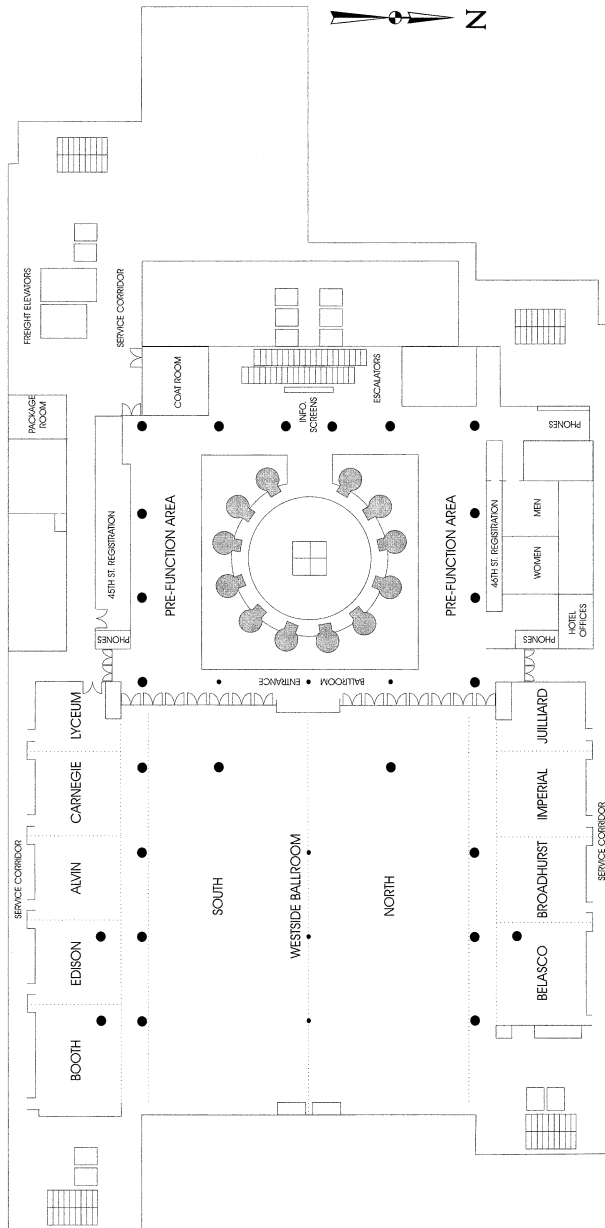 N
FREIGHT ELEVATORS
SERVICE CORRIDOR
PACKAGE
ROOM
COAT ROOM
INFO.
SCREENS
ESCALATORS
PHONES
45TH ST. REGISTRATION
PRE-FUNCTION AREA
PRE-FUNCTION AREA
46TH ST. REGISTRATION
MEN
WOMEN
HOTEL
OFFICES
PHONES
PHONES
BALLROOM
ENTRANCE
LYCEUM
CARNEGIE
ALVIN
EDISON
BOOTH
SERVICE CORRIDOR
SOUTH
WESTSIDE BALLROOM
NORTH
JUILLIARD
IMPERIAL
BROADHURST
BELASCO
SERVICE CORRIDOR